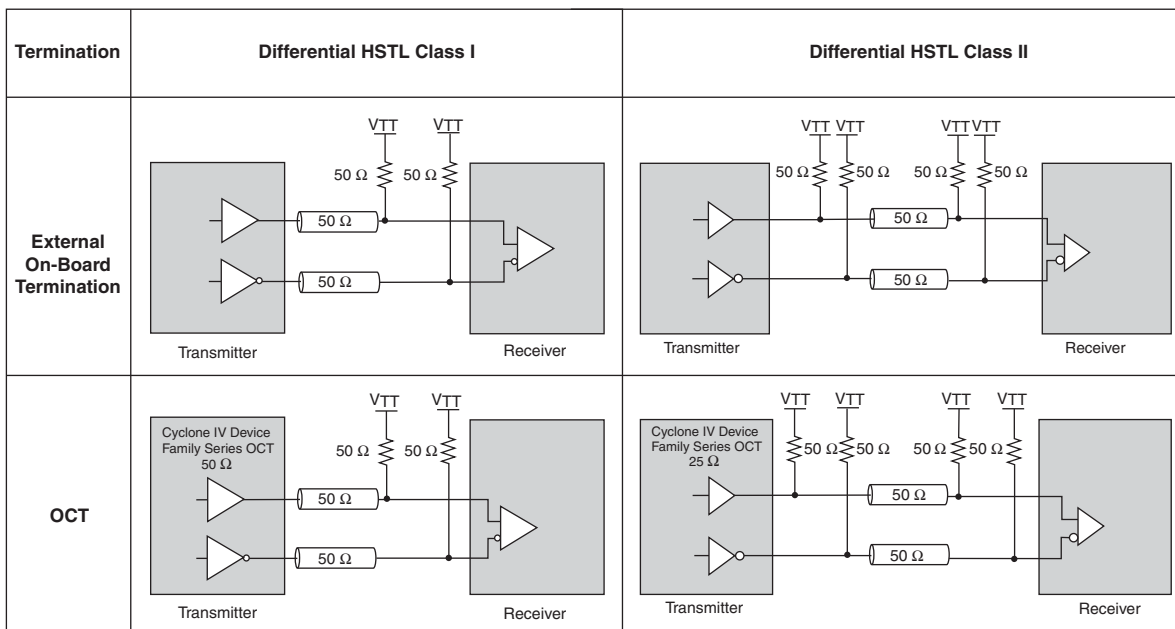 Termination
Differential HSTL Class I
Differential HSTL Class II
External
On-Board
Termination
VTT VTT
50 Ω 50 Ω
50 Ω
50 Ω
Transmitter
Receiver
VTT VTT VTT VTT
50 Ω 50 Ω 50 Ω 50 Ω
50 Ω
50 Ω
Transmitter
Receiver
OCT
Cyclone IV Device
Family Series OCT
50 Ω
VTT VTT
50 Ω 50 Ω
50 Ω
50 Ω
Transmitter
Receiver
Cyclone IV Device
Family Series OCT
25 Ω
VTT VTT VTT VTT
50 Ω 50 Ω 50 Ω 50 Ω
50 Ω
50 Ω
Transmitter
Receiver